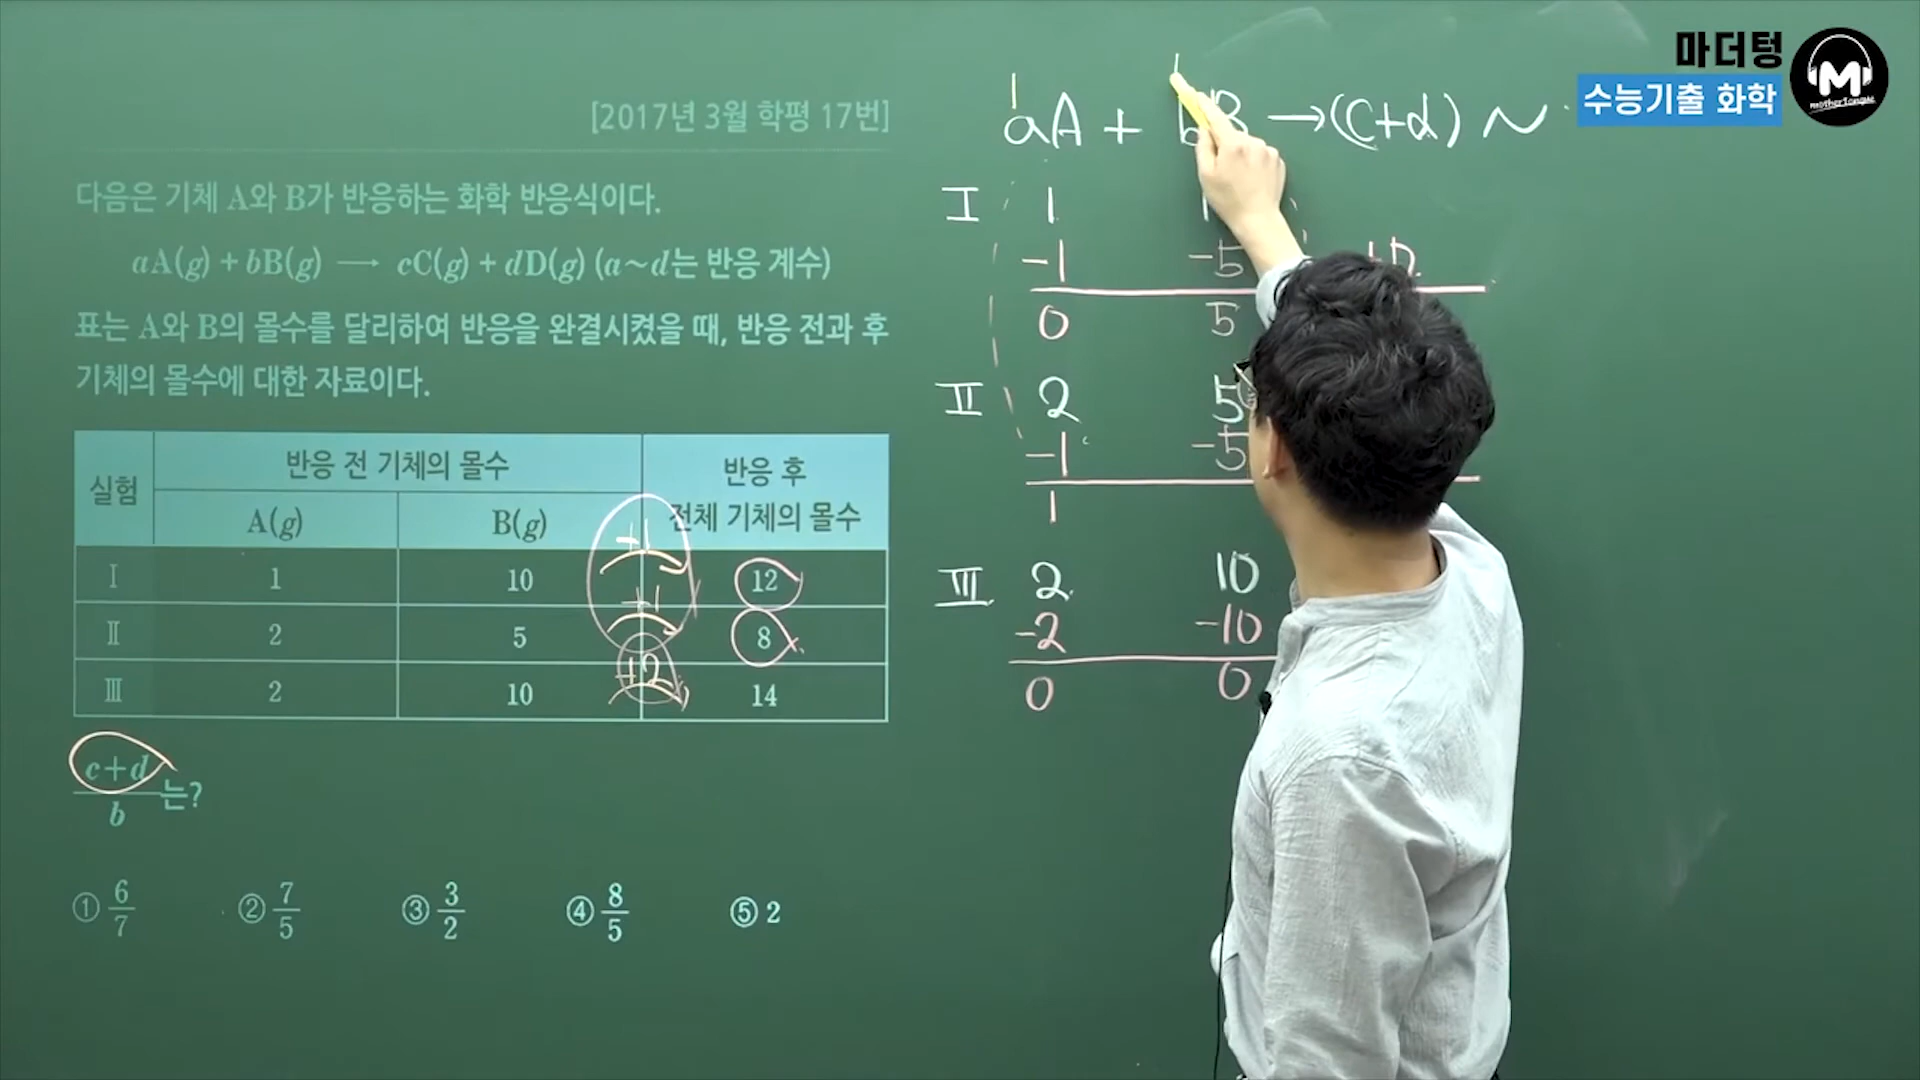 마더텅
수능기출 화학
M
mothertongue
[2017년 3월 학평 17번]
다음은 기체 A와 B가 반응하는 화학 반응식이다.
aA(g) + bB(g) ⟶ cC(g) + dD(g) (a~d는 반응 계수)
표는 A와 B의 몰수를 달리하여 반응을 완결시켰을 때, 반응 전과 후
기체의 몰수에 대한 자료이다.
실험 반응 전 기체의 몰수 반응 후 전체 기체의 몰수
A(g) B(g)
Ⅰ 1 10 12
Ⅱ 2 5 8
Ⅲ 2 10 14
+1
+1
+2
c+d/b 는?
① 6/7 ② 7/5 ③ 3/2 ④ 8/5 ⑤ 2
1
aA + bB → (c+d) ~
Ⅰ 1
-1 -5
0 5
Ⅱ 2 5
-1 -5
1
Ⅲ 2 10
-2 -10
0 0